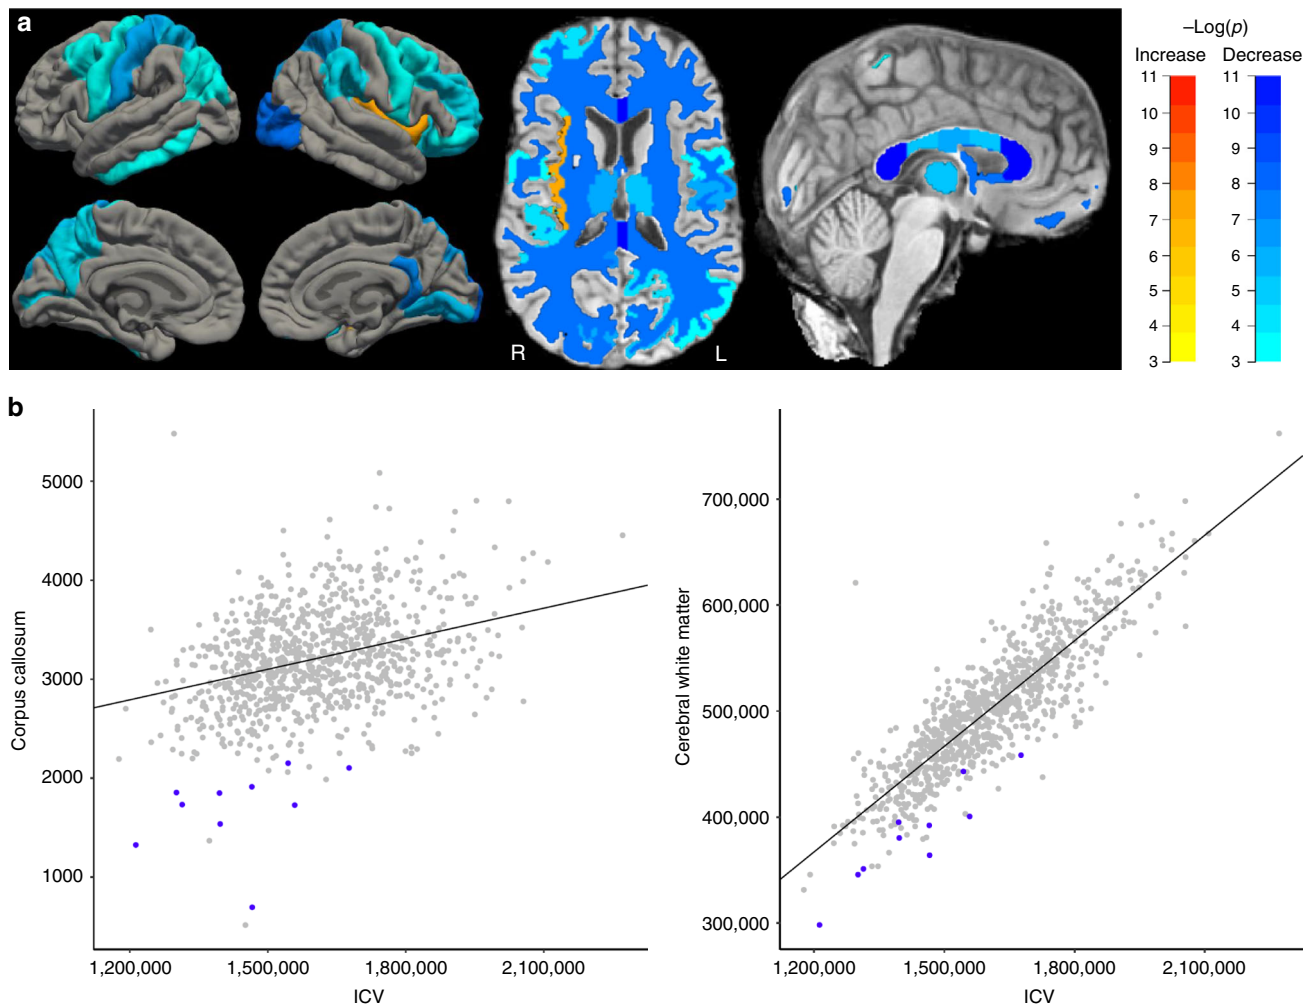 a
R
L
–Log(p)
Increase Decrease
11 11
10 10
9 9
8 8
7 7
6 6
5 5
4 4
3 3
b
Corpus callosum
5000
4000
3000
2000
1000
1,200,000 1,500,000 1,800,000 2,100,000
ICV
Cerebral white matter
700,000
600,000
500,000
400,000
300,000
1,200,000 1,500,000 1,800,000 2,100,000
ICV